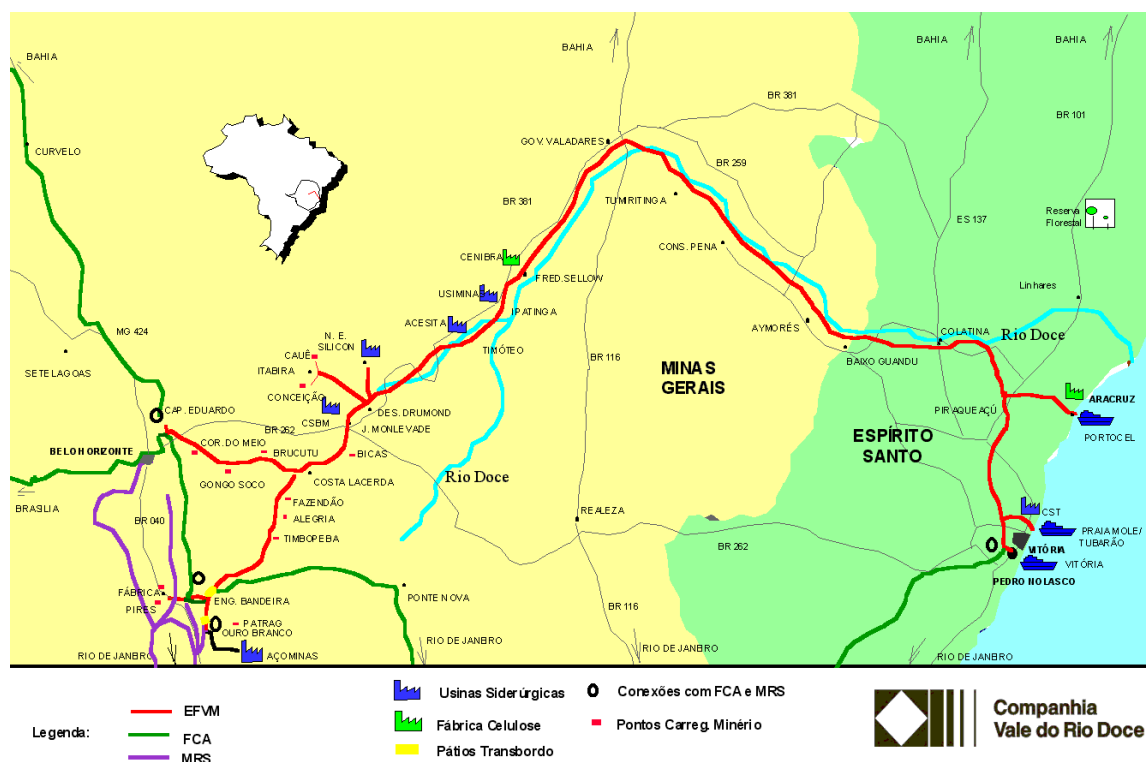 BAHIA
BAHIA
BAHIA
BAHIA
BR 381
BR 101
CURVELO
GOV. VALADARES
BR 259
BR 381
TUMIRITINGA
ES 137
Reserva
Florestal
CONS. PENA
CENIBRA
FRED. SELLOW
USIMINAS
IPATINGA
Linhares
MG 424
ACESITA
AYMORÉS
COLATINA
Rio Doce
N. E.
SILICON
TIMÓTEO
BAIXO GUANDU
CAUÊ
ITABIRA
SETE LAGOAS
BR 116
MINAS
GERAIS
CONCEIÇÃO
CSBM
DES. DRUMOND
CAP. EDUARDO
PIRAQUEAÇÚ
ARACRUZ
PORTOCEL
BR 262
J. MONLEVADE
COR. DO MEIO
BRUCUTU
BICAS
ESPÍRITO
SANTO
BELO HORIZONTE
GONGO SOCO
COSTA LACERDA
Rio Doce
BRASILIA
FAZENDÃO
ALEGRIA
REALEZA
CST
BR 040
TIMBOPEBA
PRAIA MOLE/
TUBARÃO
BR 262
VITÓRIA
VITÓRIA
PEDRO NOLASCO
FÁBRICA
PIRES
ENG. BANDEIRA
PONTE NOVA
BR 116
PATRAG
OURO BRANCO
AÇOMINAS
RIO DE JANEIRO
RIO DE JANEIRO
RIO DE JANEIRO
RIO DE JANEIRO
Legenda:
EFVM
FCA
MRS
Usinas Siderúrgicas
Fábrica Celulose
Pátios Transbordo
Conexões com FCA e MRS
Pontos Carreg. Minério
Companhia
Vale do Rio Doce